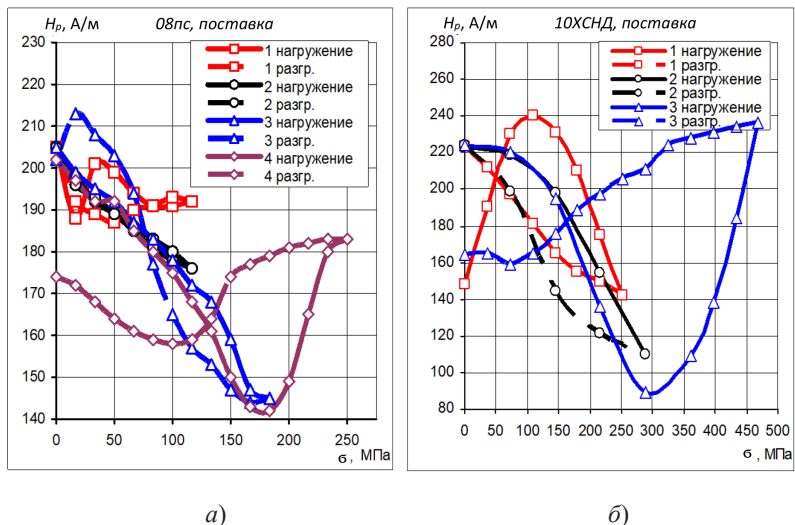 Hp, А/м
08пс, поставка
230
220
210
200
190
180
170
160
150
140
0
50
100
150
200
250
σ, МПа
1 нагружение
1 разгр.
2 нагружение
2 разгр.
3 нагружение
3 разгр.
4 нагружение
4 разгр.
а)
Hp, А/м
10ХСНД, поставка
280
260
240
220
200
180
160
140
120
100
80
0
50
100
150
200
250
300
350
400
450
500
σ, МПа
1 нагружение
1 разгр.
2 нагружение
2 разгр.
3 нагружение
3 разгр.
б)